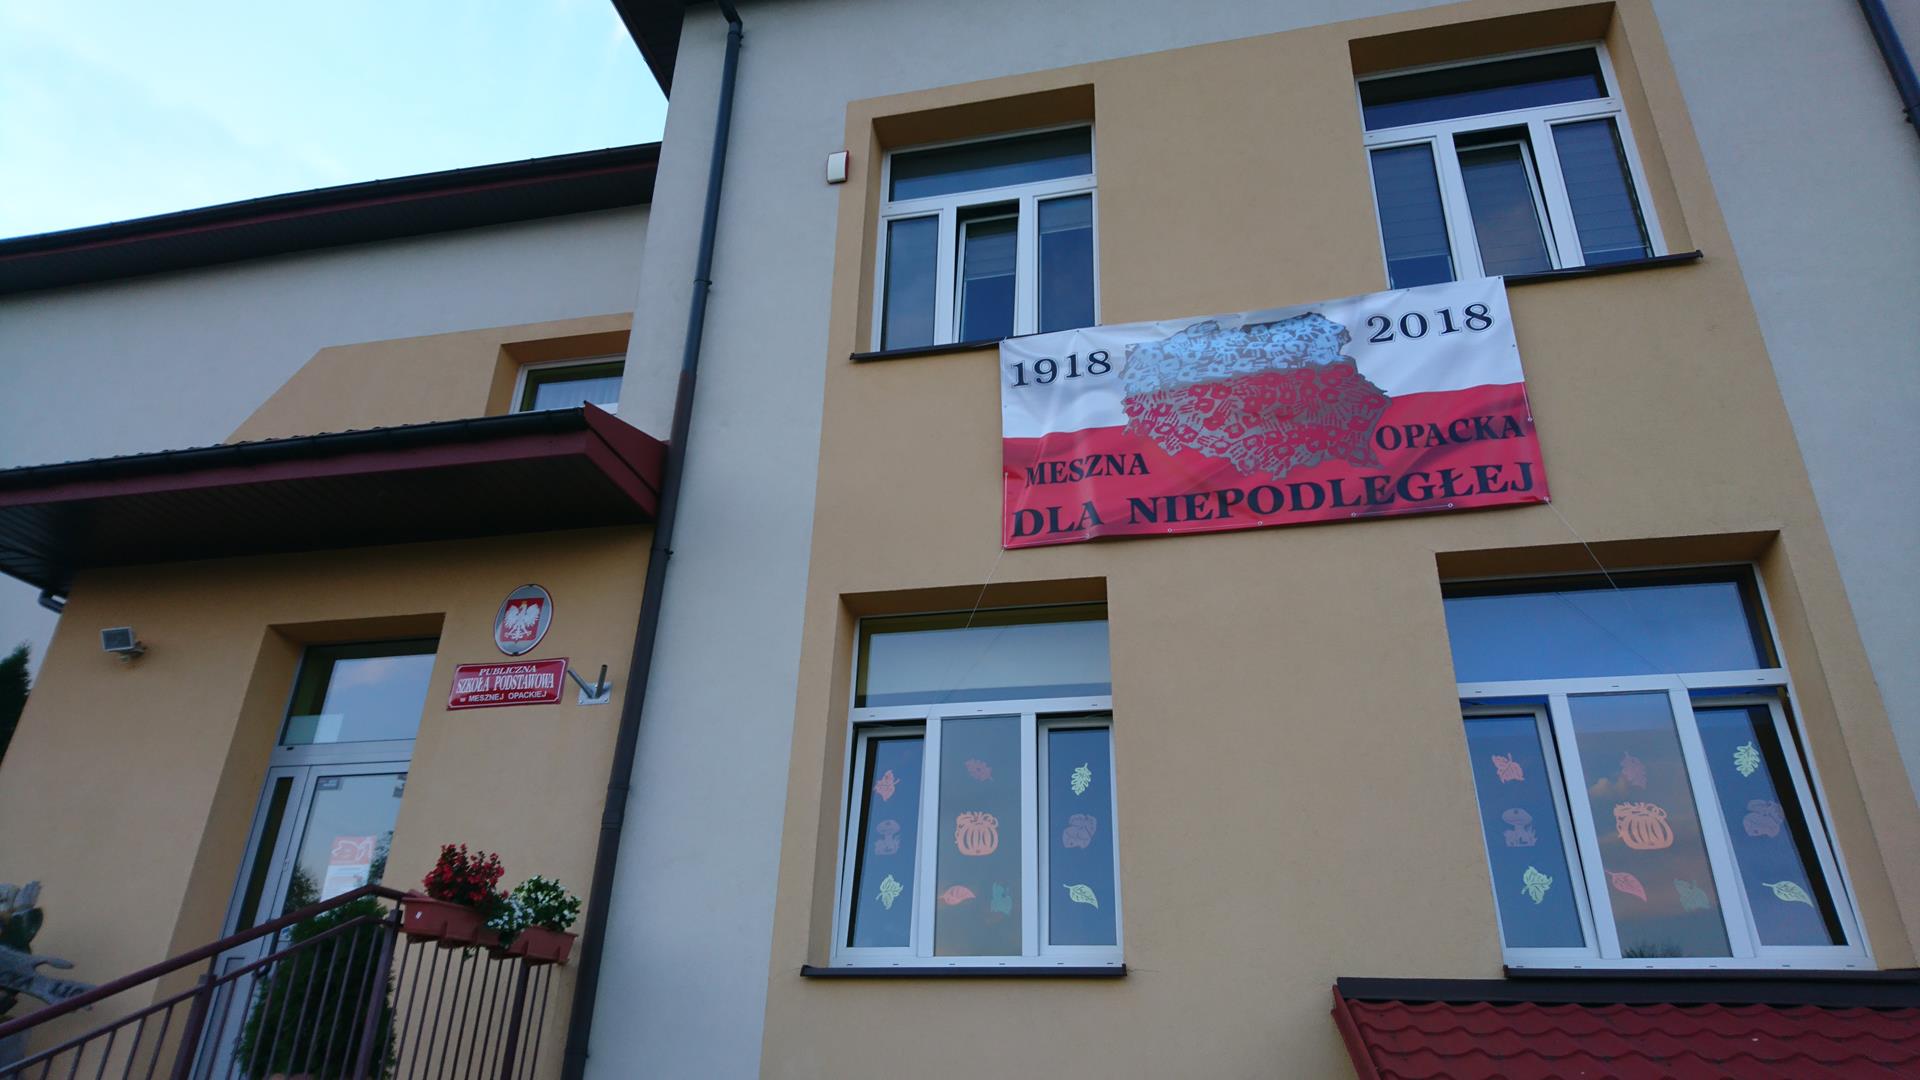 1918
2018
MESZNA
OPACKA
DLA NIEPODLEGŁEJ
PUBLICZNA
SZKOŁA PODSTAWOWA
w MESZNEJ OPACKIEJ